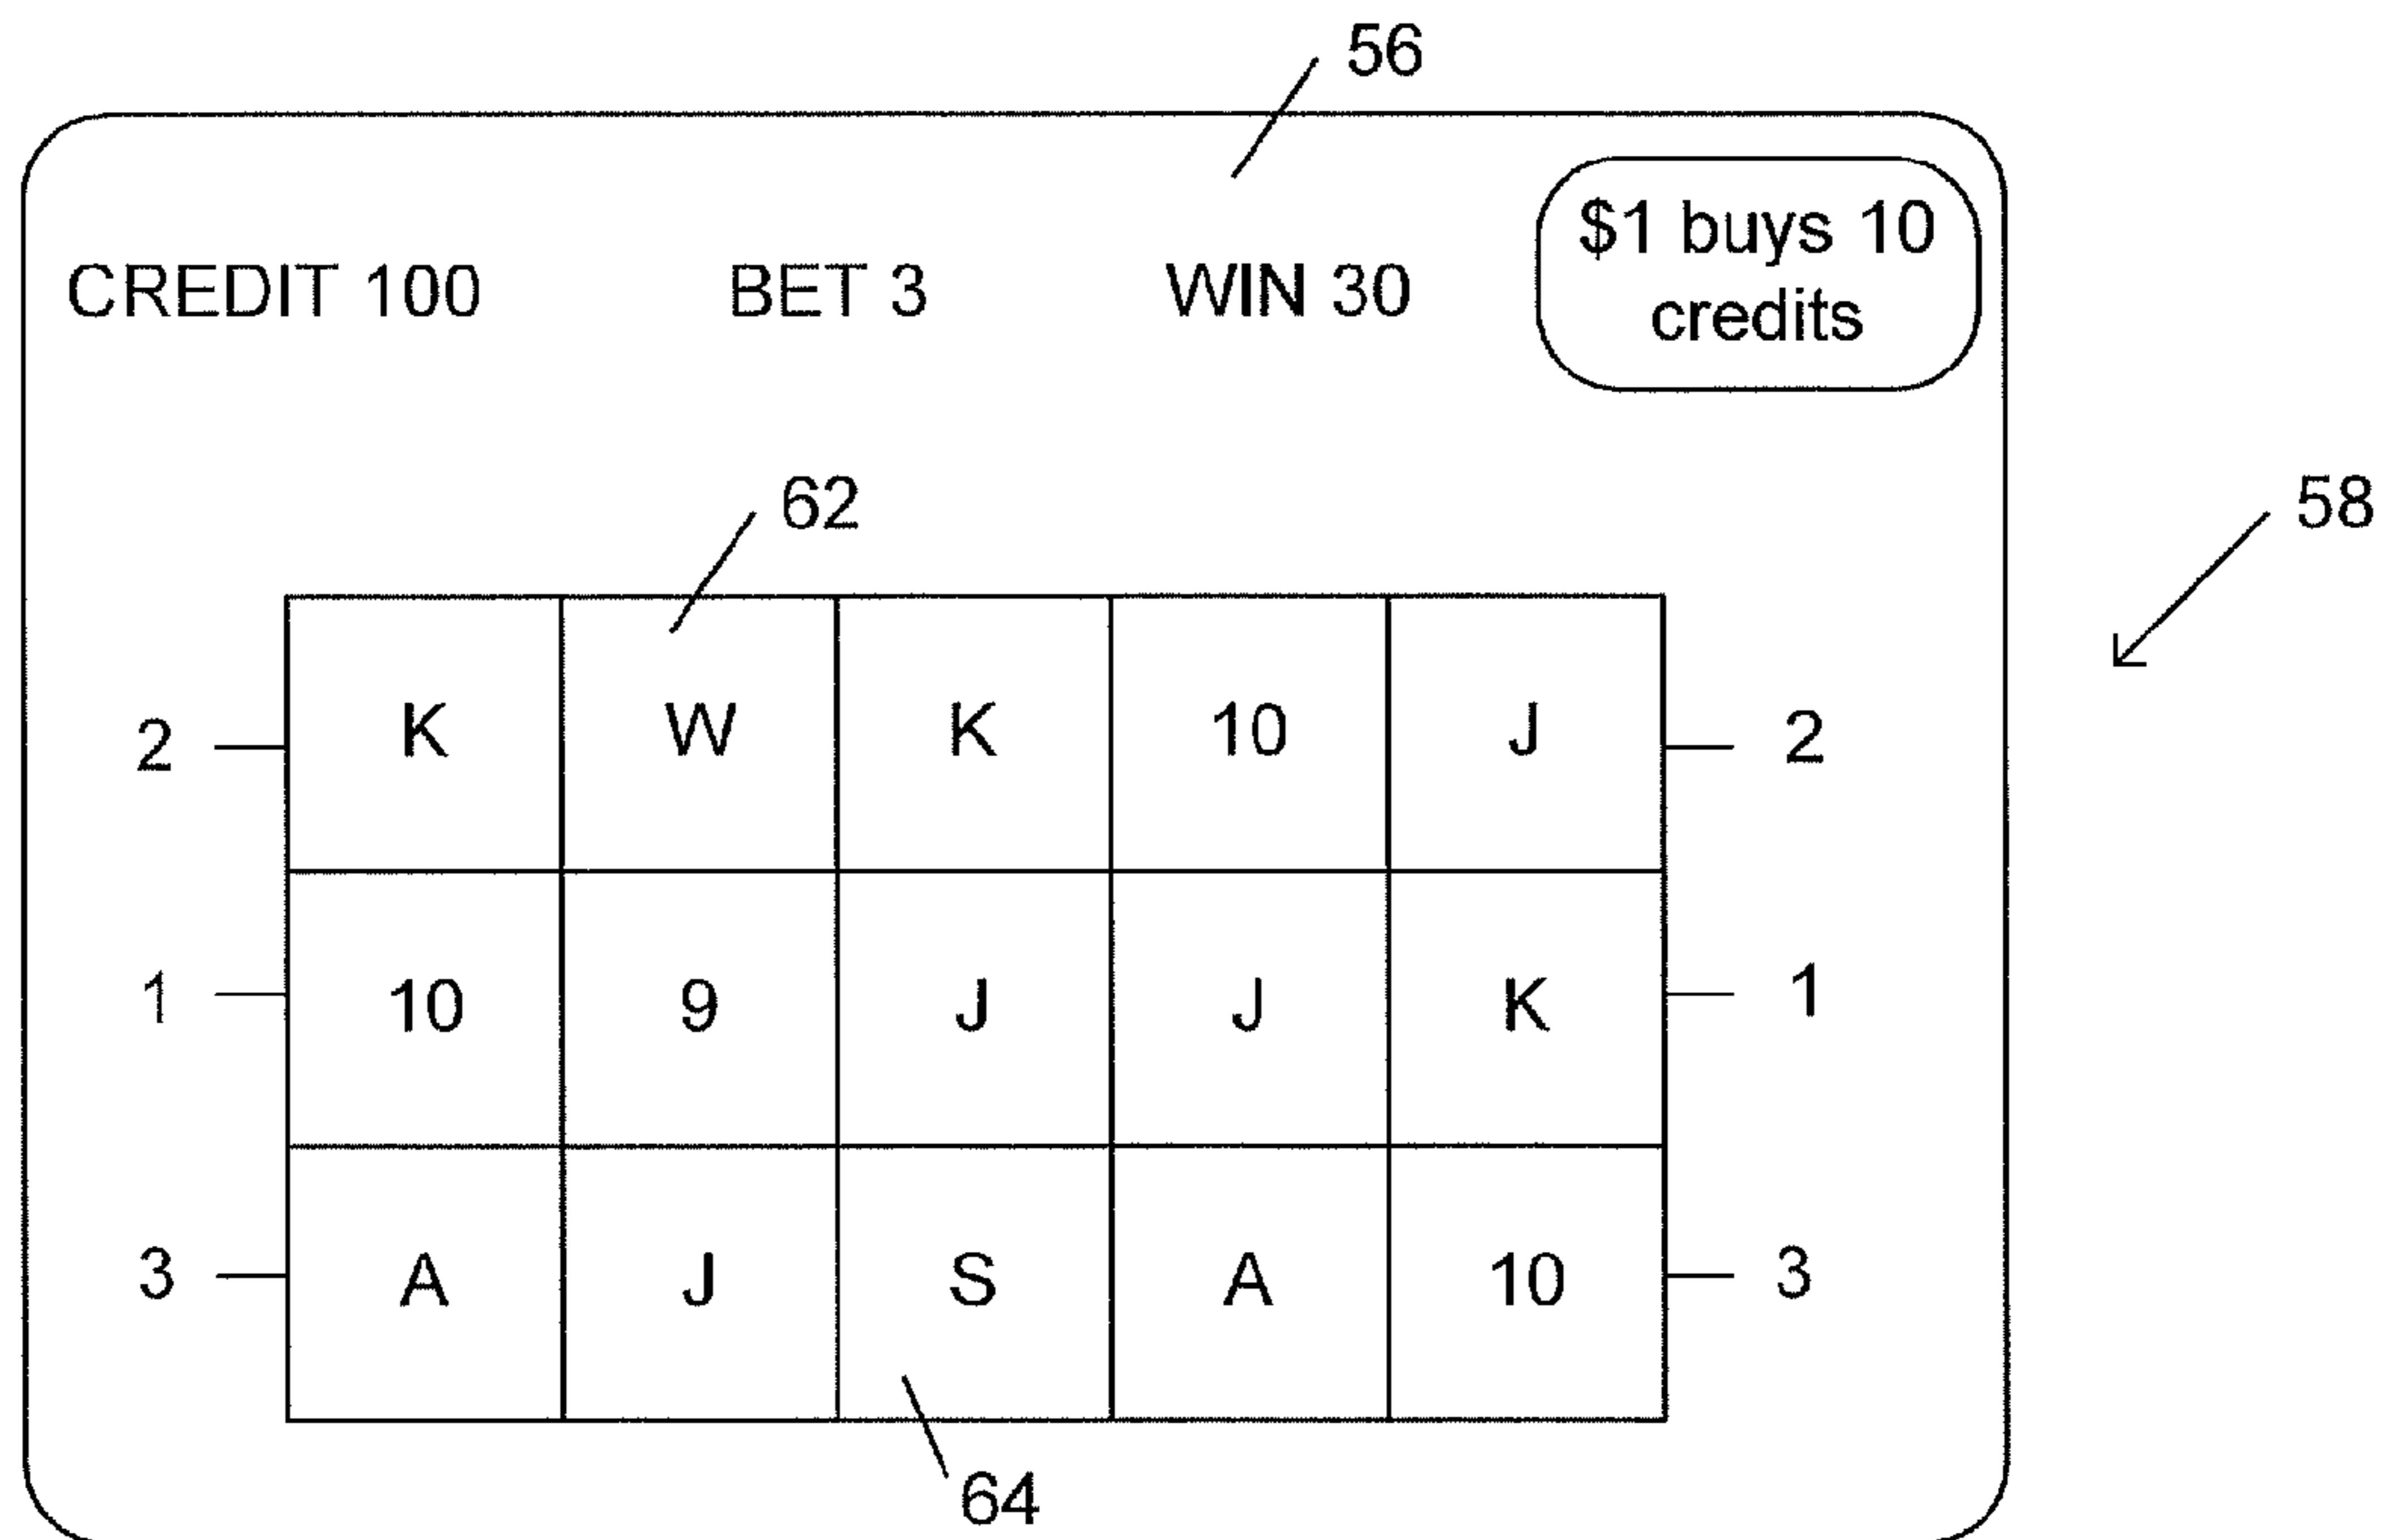 56
$1 buys 10
credits
CREDIT 100 BET 3 WIN 30
62
58
2 K W K 10 J 2
1 10 9 J J K 1
3 A J S A 10 3
64